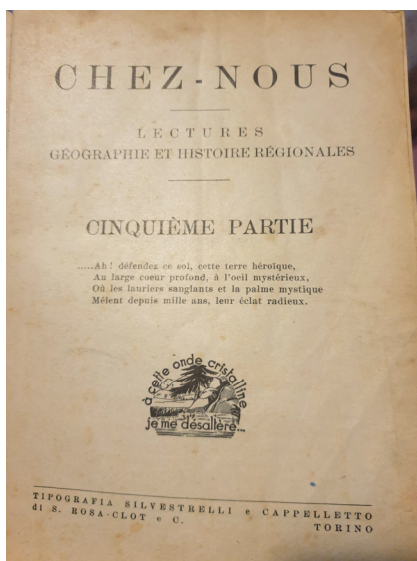 CHEZ-NOUS
LECTURES
GÉOGRAPHIE ET HISTOIRE RÉGIONALES
CINQUIÈME PARTIE
.....Ah! défendez ce sol, cette terre héroïque,
Au large coeur profond, à l'oeil mystérieux,
Où les lauriers sanglants et la palme mystique
Mêlent depuis mille ans, leur éclat radieux.
à cette onde cristalline
je me désaltère...
TIPOGRAFIA SILVESTRELLI e CAPPELLETTO
di S. ROSA-CLOT e C. TORINO